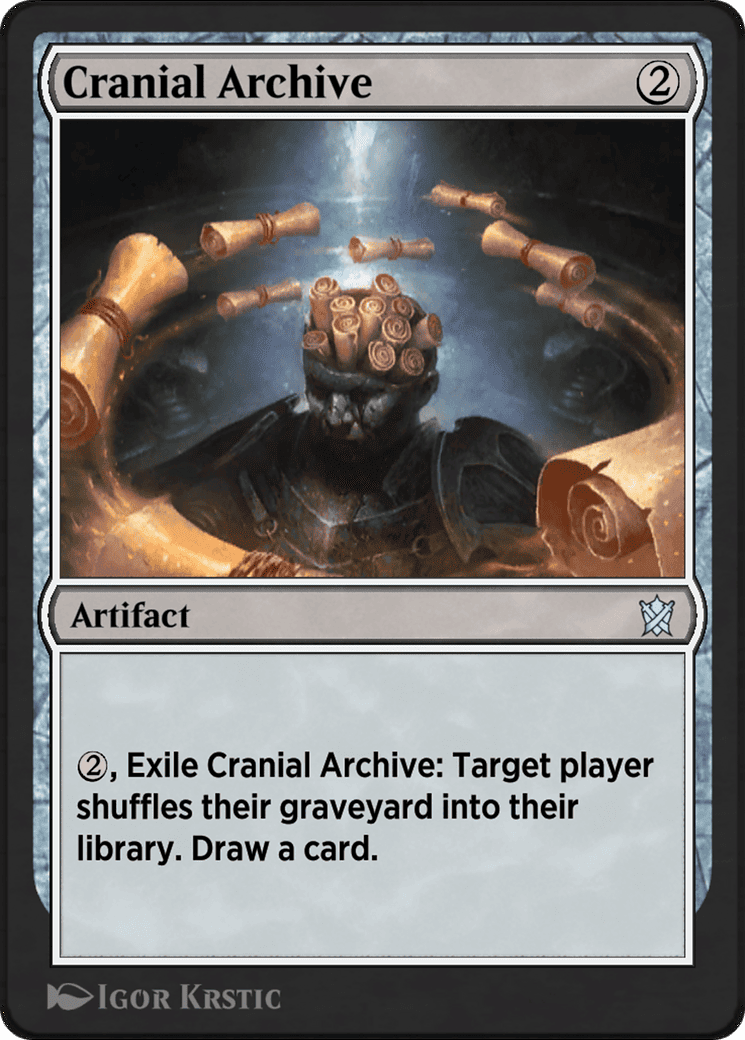 Cranial Archive 2
Artifact
2, Exile Cranial Archive: Target player
shuffles their graveyard into their
library. Draw a card.
Igor Krstic